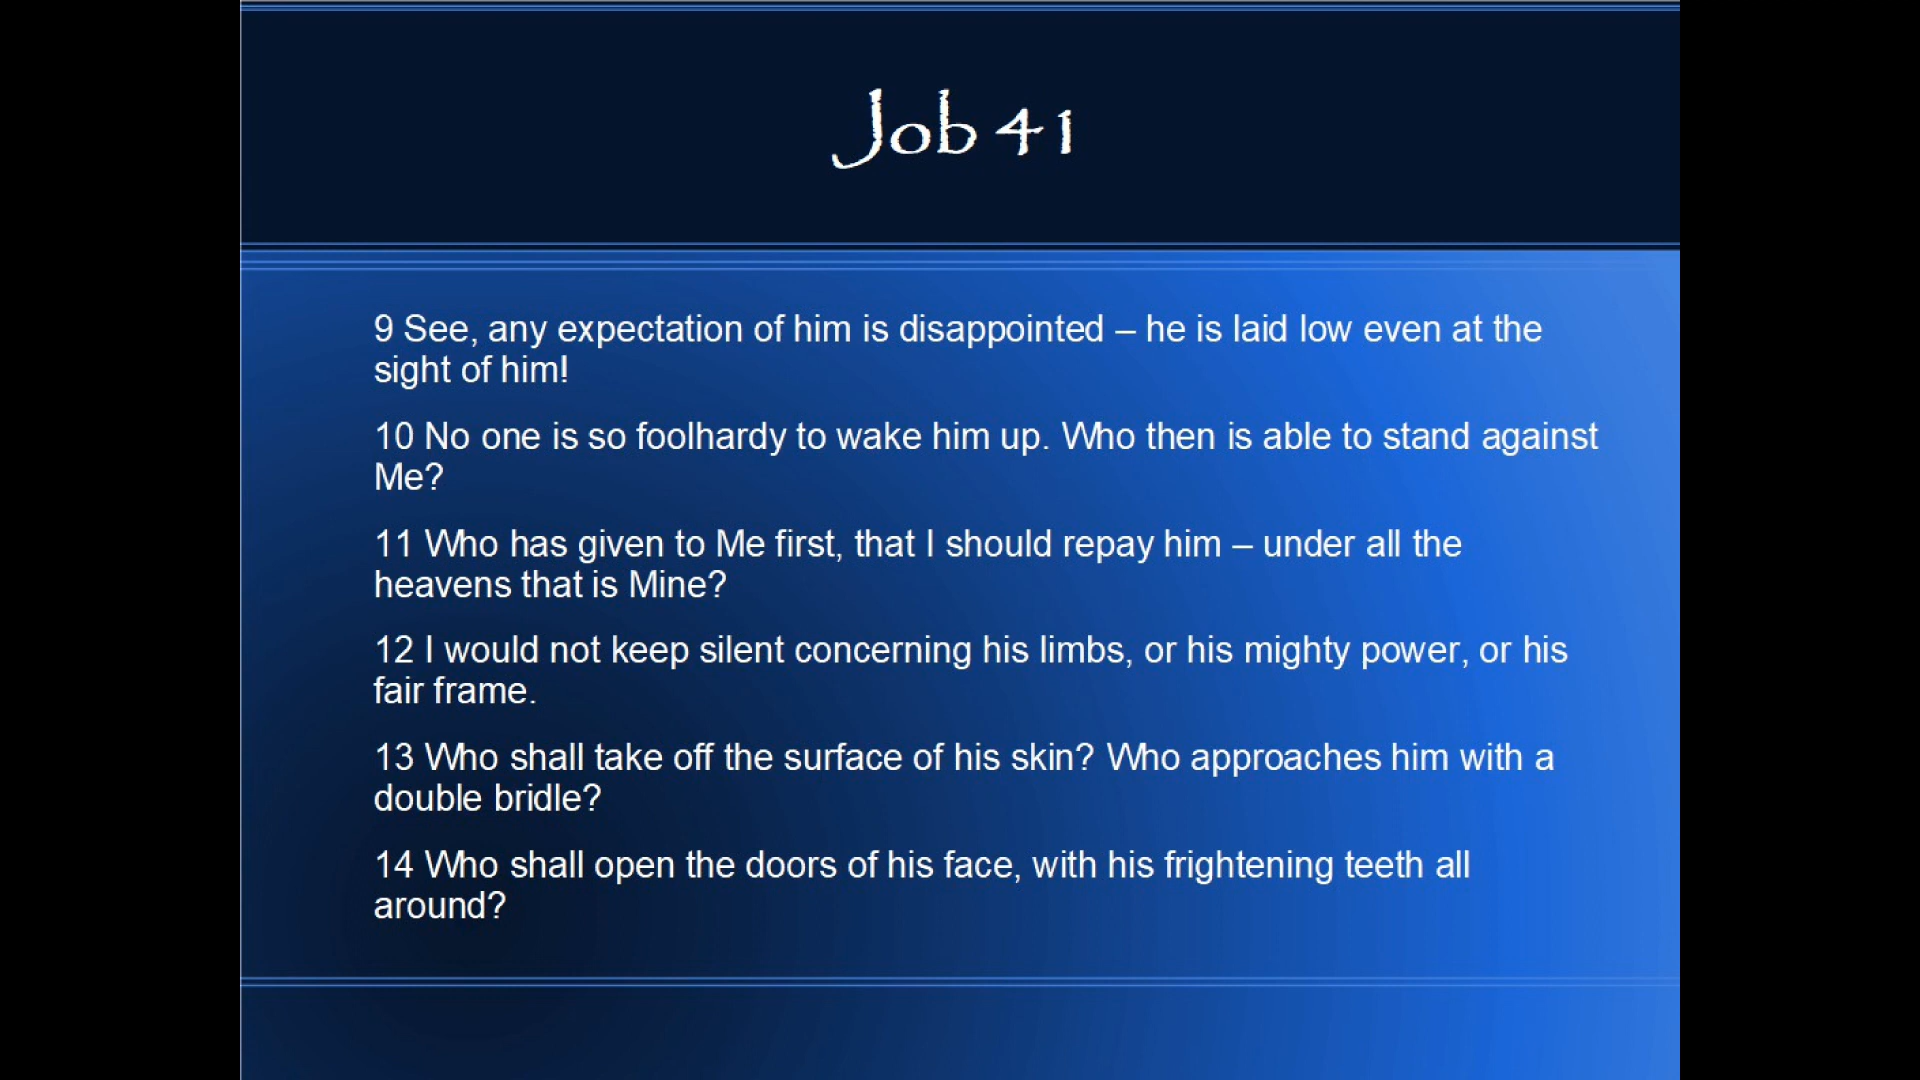 Job 41
9 See, any expectation of him is disappointed – he is laid low even at the
sight of him!
10 No one is so foolhardy to wake him up. Who then is able to stand against
Me?
11 Who has given to Me first, that I should repay him – under all the
heavens that is Mine?
12 I would not keep silent concerning his limbs, or his mighty power, or his
fair frame.
13 Who shall take off the surface of his skin? Who approaches him with a
double bridle?
14 Who shall open the doors of his face, with his frightening teeth all
around?